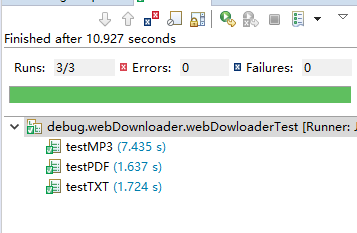 Finished after 10.927 seconds
Runs: 3/3 Errors: 0 Failures: 0
debug.webDownloader.webDowloaderTest [Runner: J
testMP3 (7.435 s)
testPDF (1.637 s)
testTXT (1.724 s)